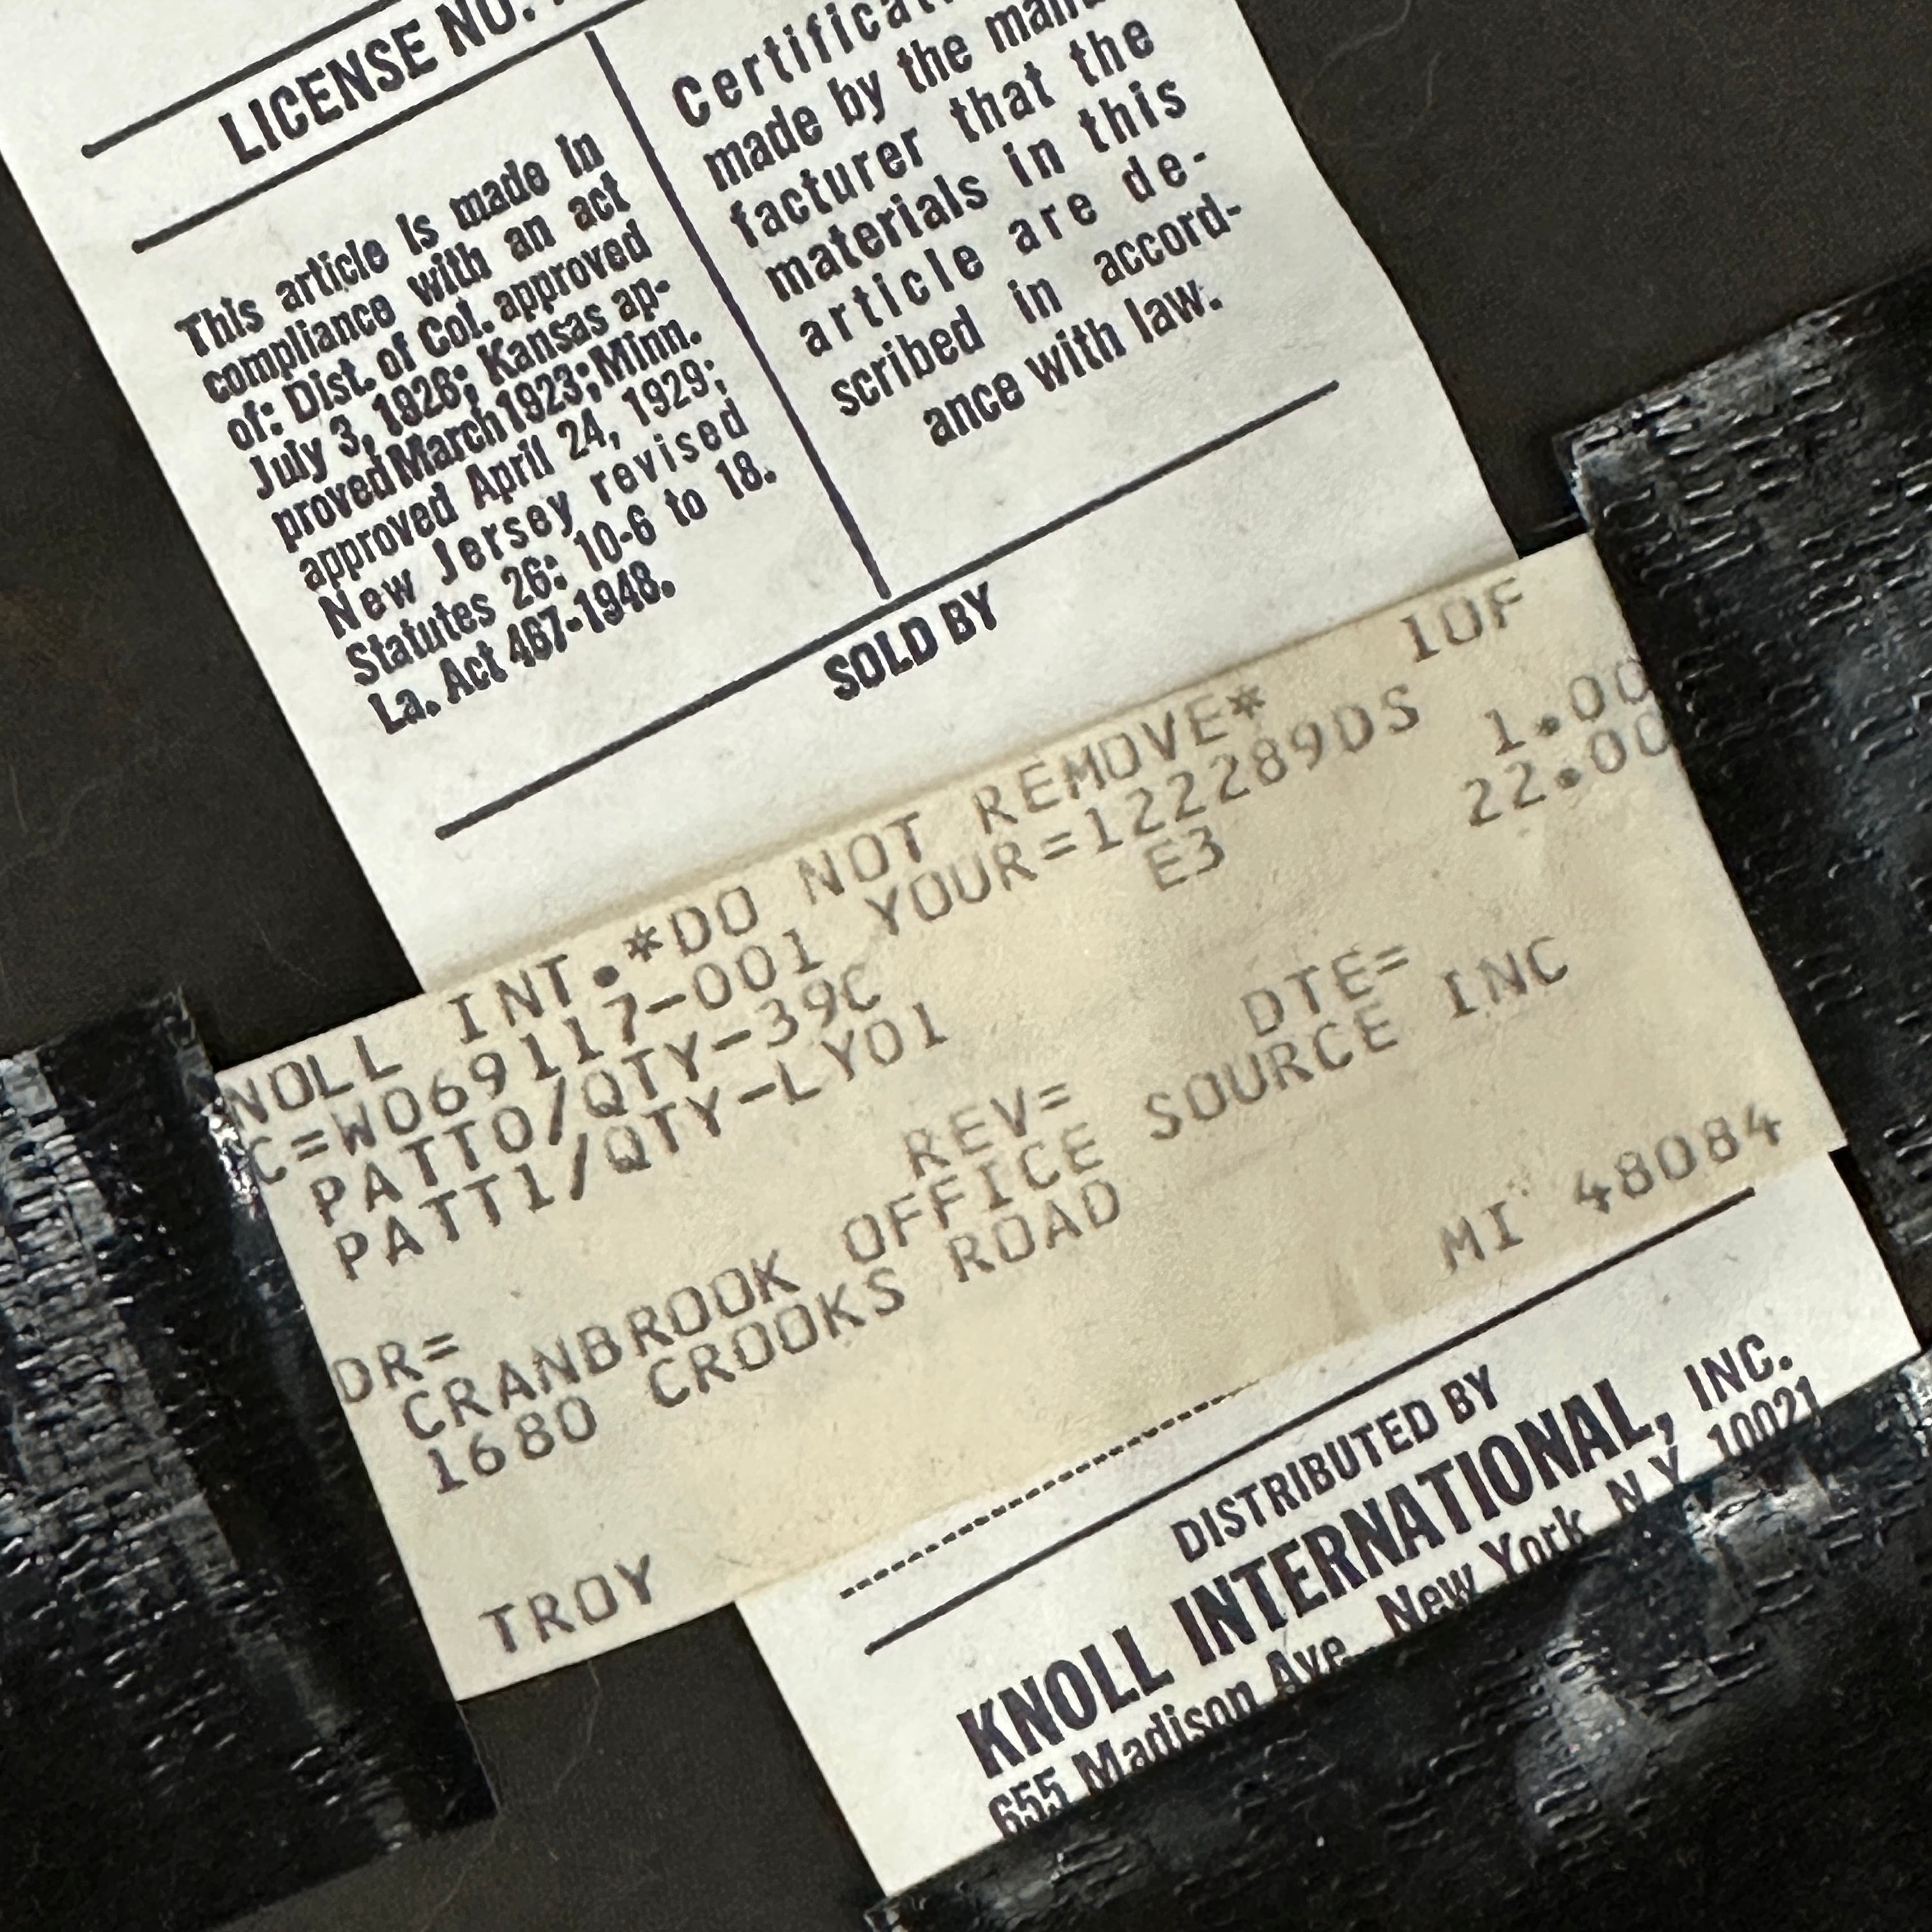 LICENSE NO.
This article is made in
compliance with an act
of: Dist. of Col. approved
July 3, 1926; Kansas ap-
proved March 1923; Minn.
approved April 24, 1929;
New Jersey revised
Statutes 26: 10-6 to 18.
La. Act 467-1948.
made by the
facturer that the
materials in this
article are de-
scribed in accord-
ance with law.
SOLD BY
NOLL INT.*DO NOT REMOVE* 1OF
C=W069117-001 YOUR=122289DS 1.00
PATTO/QTY-39C E3 22.00
PATT1/QTY-LY01
REV= DTE=
DR= CRANBROOK OFFICE SOURCE INC
1680 CROOKS ROAD
TROY MI 48084
DISTRIBUTED BY
KNOLL INTERNATIONAL, INC.
655 Madison Ave. New York N.Y. 10021